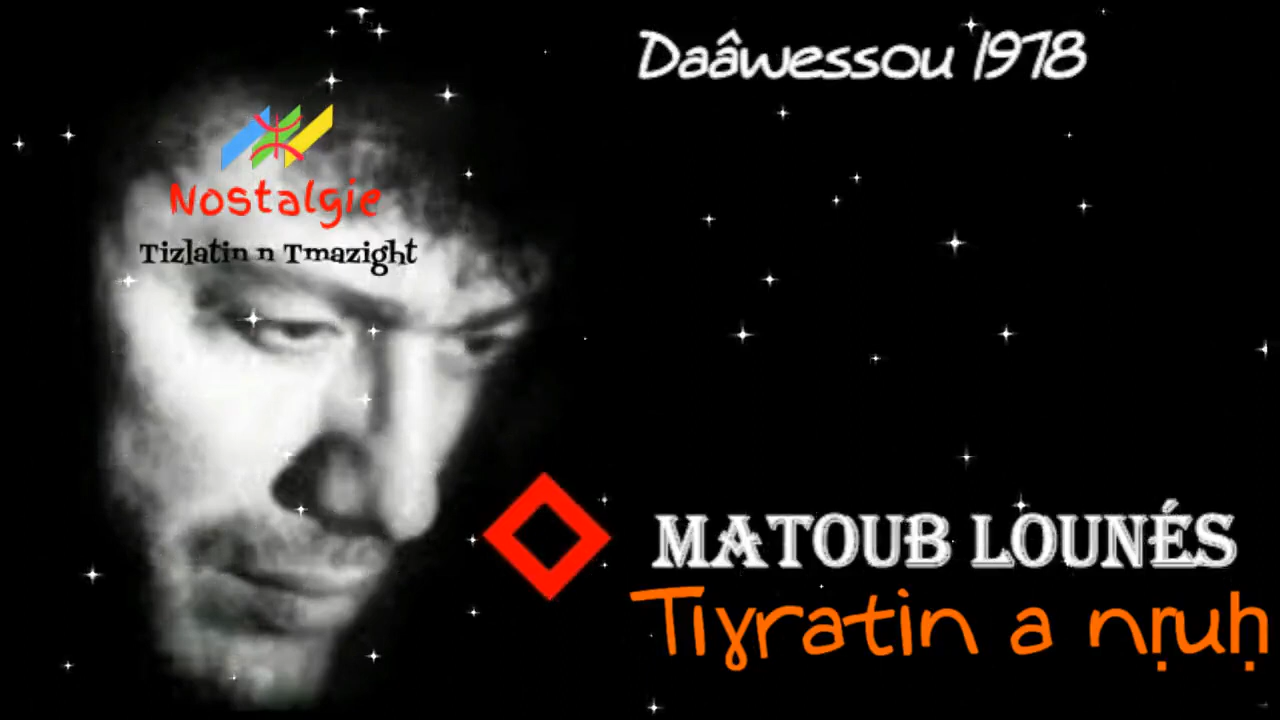 Daâwessou 1978
Nostalgie
Tizlatin n Tmazight
MATOUB LOUNÉS
Tiɣratin a nṛuḥ